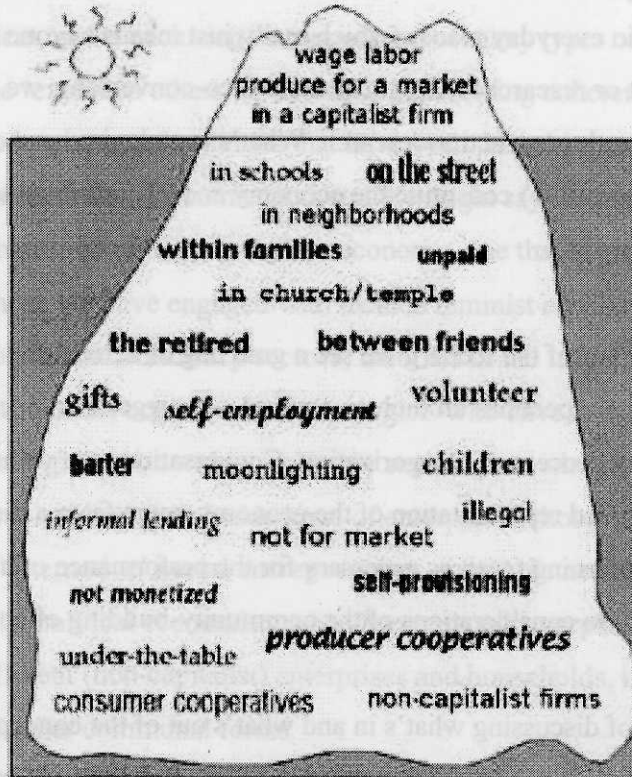 wage labor
produce for a market
in a capitalist firm
in schools on the street
in neighborhoods
within families unpaid
in church/temple
the retired between friends
gifts self-employment volunteer
barter moonlighting children
informal lending illegal
not for market
not monetized self-provisioning
producer cooperatives
under-the-table
consumer cooperatives non-capitalist firms